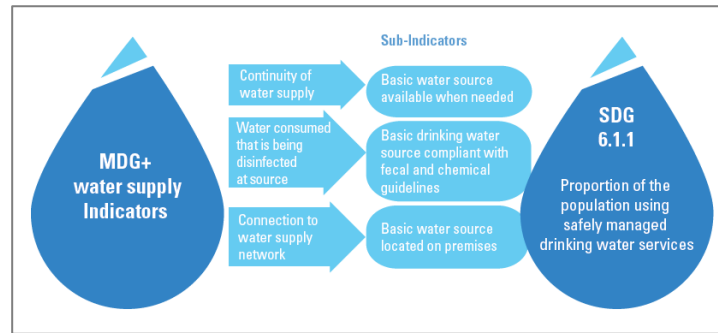 Sub-Indicators
MDG+
water supply
Indicators
Continuity of
water supply
Basic water source
available when needed
Water consumed
that is being
disinfected
at source
Basic drinking water
source compliant with
fecal and chemical
guidelines
Connection to
water supply
network
Basic water source
located on premises
SDG
6.1.1
Proportion of the
population using
safely managed
drinking water services